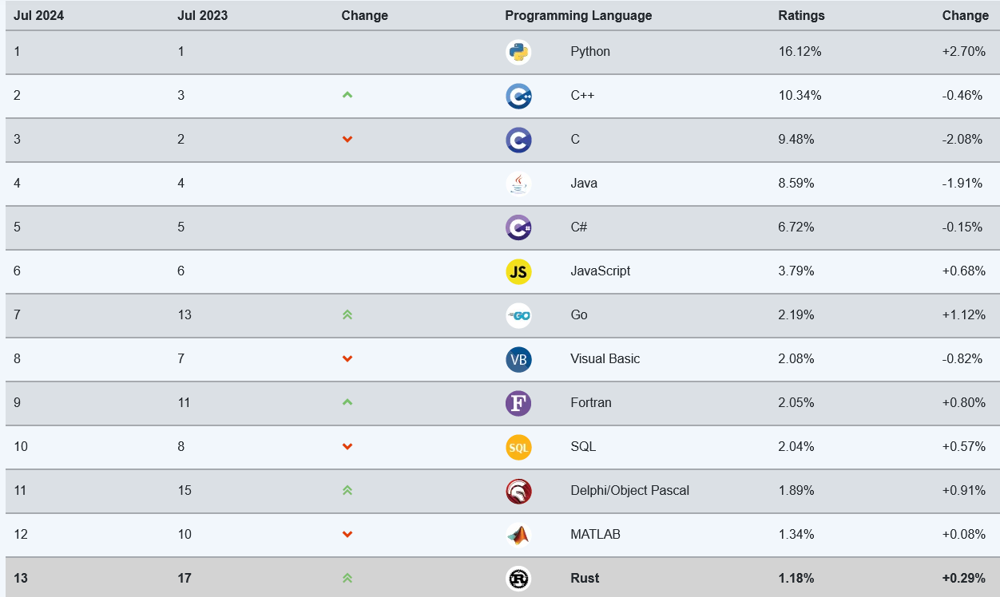 Jul 2024 Jul 2023 Change Programming Language Ratings Change
1 1 Python 16.12% +2.70%
2 3 C++ 10.34% -0.46%
3 2 C 9.48% -2.08%
4 4 Java 8.59% -1.91%
5 5 C# 6.72% -0.15%
6 6 JS JavaScript 3.79% +0.68%
7 13 GO Go 2.19% +1.12%
8 7 VB Visual Basic 2.08% -0.82%
9 11 F Fortran 2.05% +0.80%
10 8 SQL SQL 2.04% +0.57%
11 15 Delphi/Object Pascal 1.89% +0.91%
12 10 MATLAB 1.34% +0.08%
13 17 R Rust 1.18% +0.29%